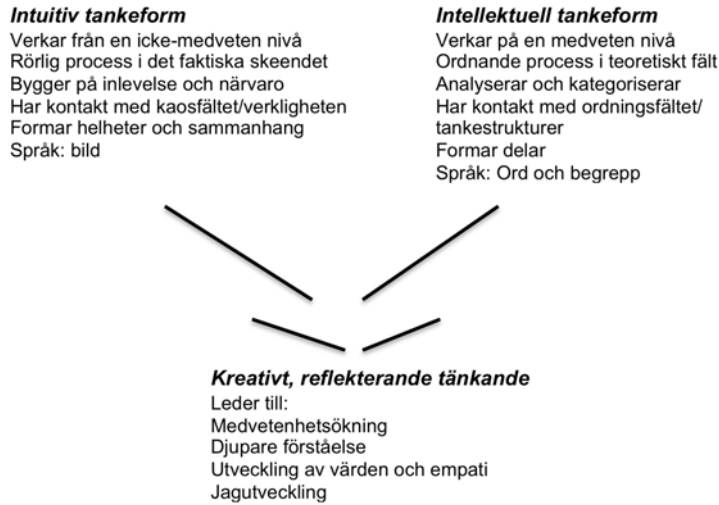 Intuitiv tankeform
Verkar från en icke-medveten nivå
Rörlig process i det faktiska skeendet
Bygger på inlevelse och närvaro
Har kontakt med kaosfältet/verkligheten
Formar helheter och sammanhang
Språk: bild
Intellektuell tankeform
Verkar på en medveten nivå
Ordnande process i teoretiskt fält
Analyserar och kategoriserar
Har kontakt med ordningsfältet/
tankestrukturer
Formar delar
Språk: Ord och begrepp
Kreativt, reflekterande tänkande
Leder till:
Medvetenhetsökning
Djupare förståelse
Utveckling av värden och empati
Jagutveckling